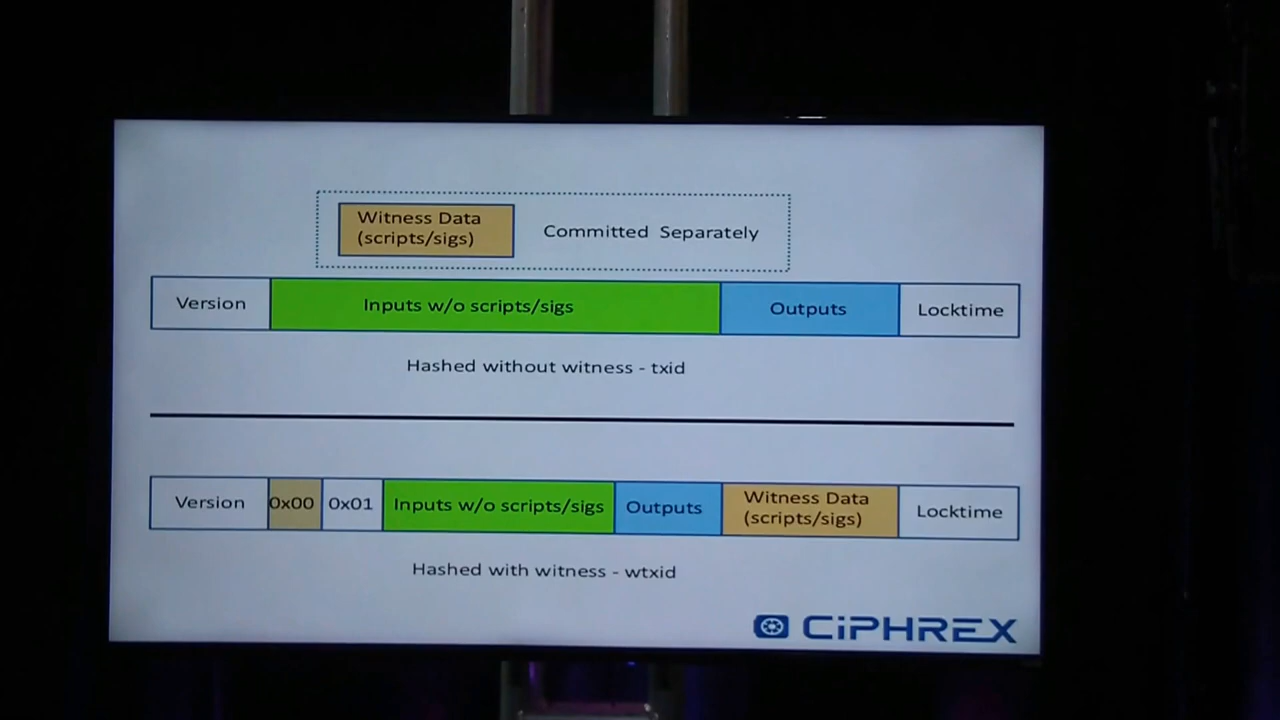 Witness Data
(scripts/sigs)
Committed Separately
Version
Inputs w/o scripts/sigs
Outputs
Locktime
Hashed without witness - txid
Version
0x00
0x01
Inputs w/o scripts/sigs
Outputs
Witness Data
(scripts/sigs)
Locktime
Hashed with witness - wtxid
CiPHREX